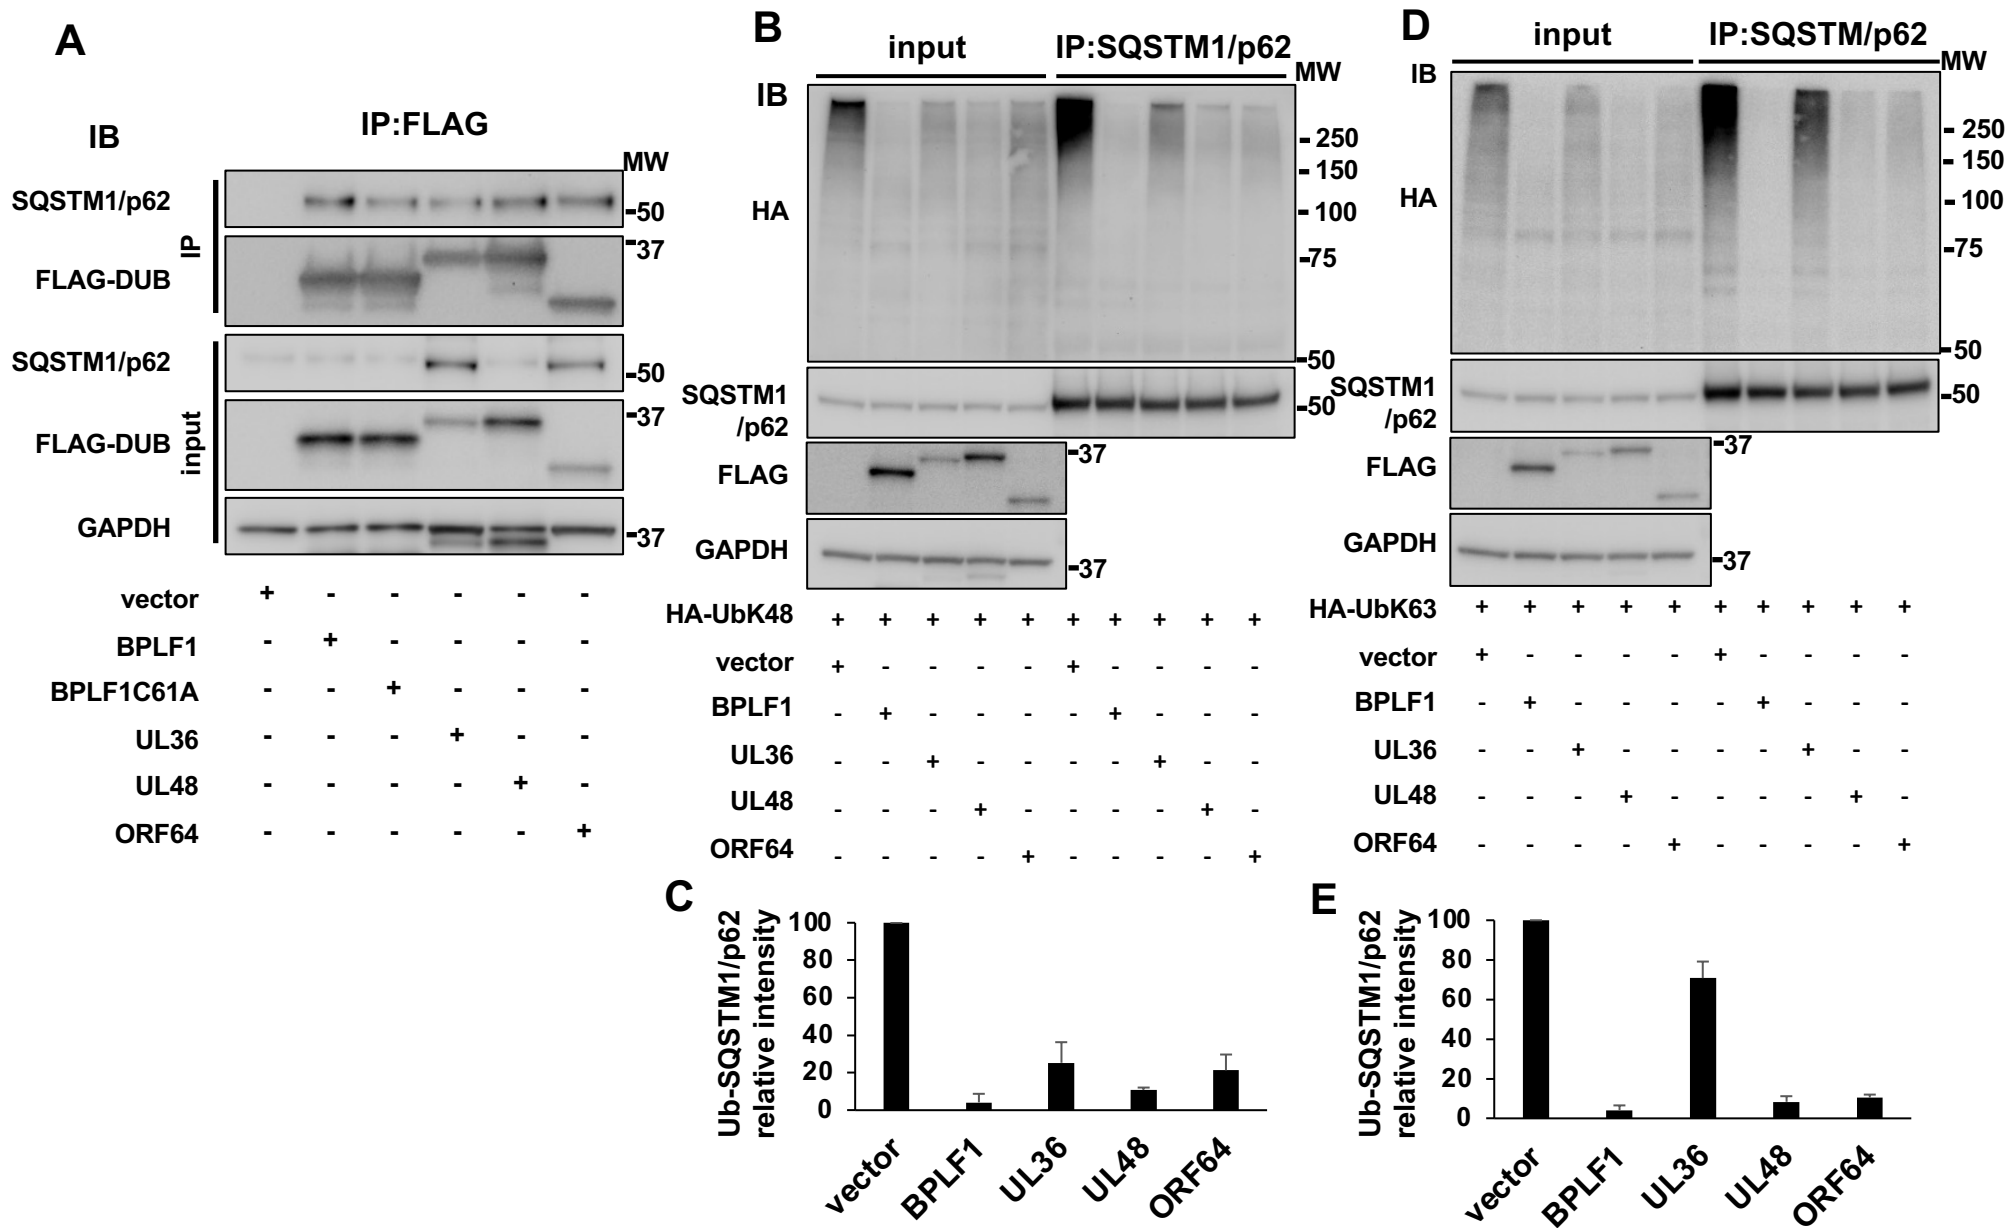 A
IP:FLAG
IB
MW
SQSTM1/p62
50
IP
37
FLAG-DUB
SQSTM1/p62
50
input
37
FLAG-DUB
GAPDH
37
vector + - - - - -
BPLF1 - + - - - -
BPLF1C61A - - + - - -
UL36 - - - + - -
UL48 - - - - + -
ORF64 - - - - - +
B
input IP:SQSTM1/p62
MW
IB
250
150
HA
100
75
50
SQSTM1
/p62
50
FLAG
37
GAPDH
37
HA-UbK48 + + + + + + + + + +
vector + - - - - + - - - -
BPLF1 - + - - - - + - - -
UL36 - - + - - - - + - -
UL48 - - - + - - - - + -
ORF64 - - - - + - - - - +
C
Ub-SQSTM1/p62
relative intensity
100
80
60
40
20
0
vector
BPLF1
UL36
UL48
ORF64
D
input IP:SQSTM/p62
MW
IB
250
150
HA
100
75
50
SQSTM1
/p62
50
FLAG
37
GAPDH
37
HA-UbK63 + + + + + + + + + +
vector + - - - - + - - - -
BPLF1 - + - - - - + - - -
UL36 - - + - - - - + - -
UL48 - - - + - - - - + -
ORF64 - - - - + - - - - +
E
Ub-SQSTM1/p62
relative intensity
100
80
60
40
20
0
vector
BPLF1
UL36
UL48
ORF64